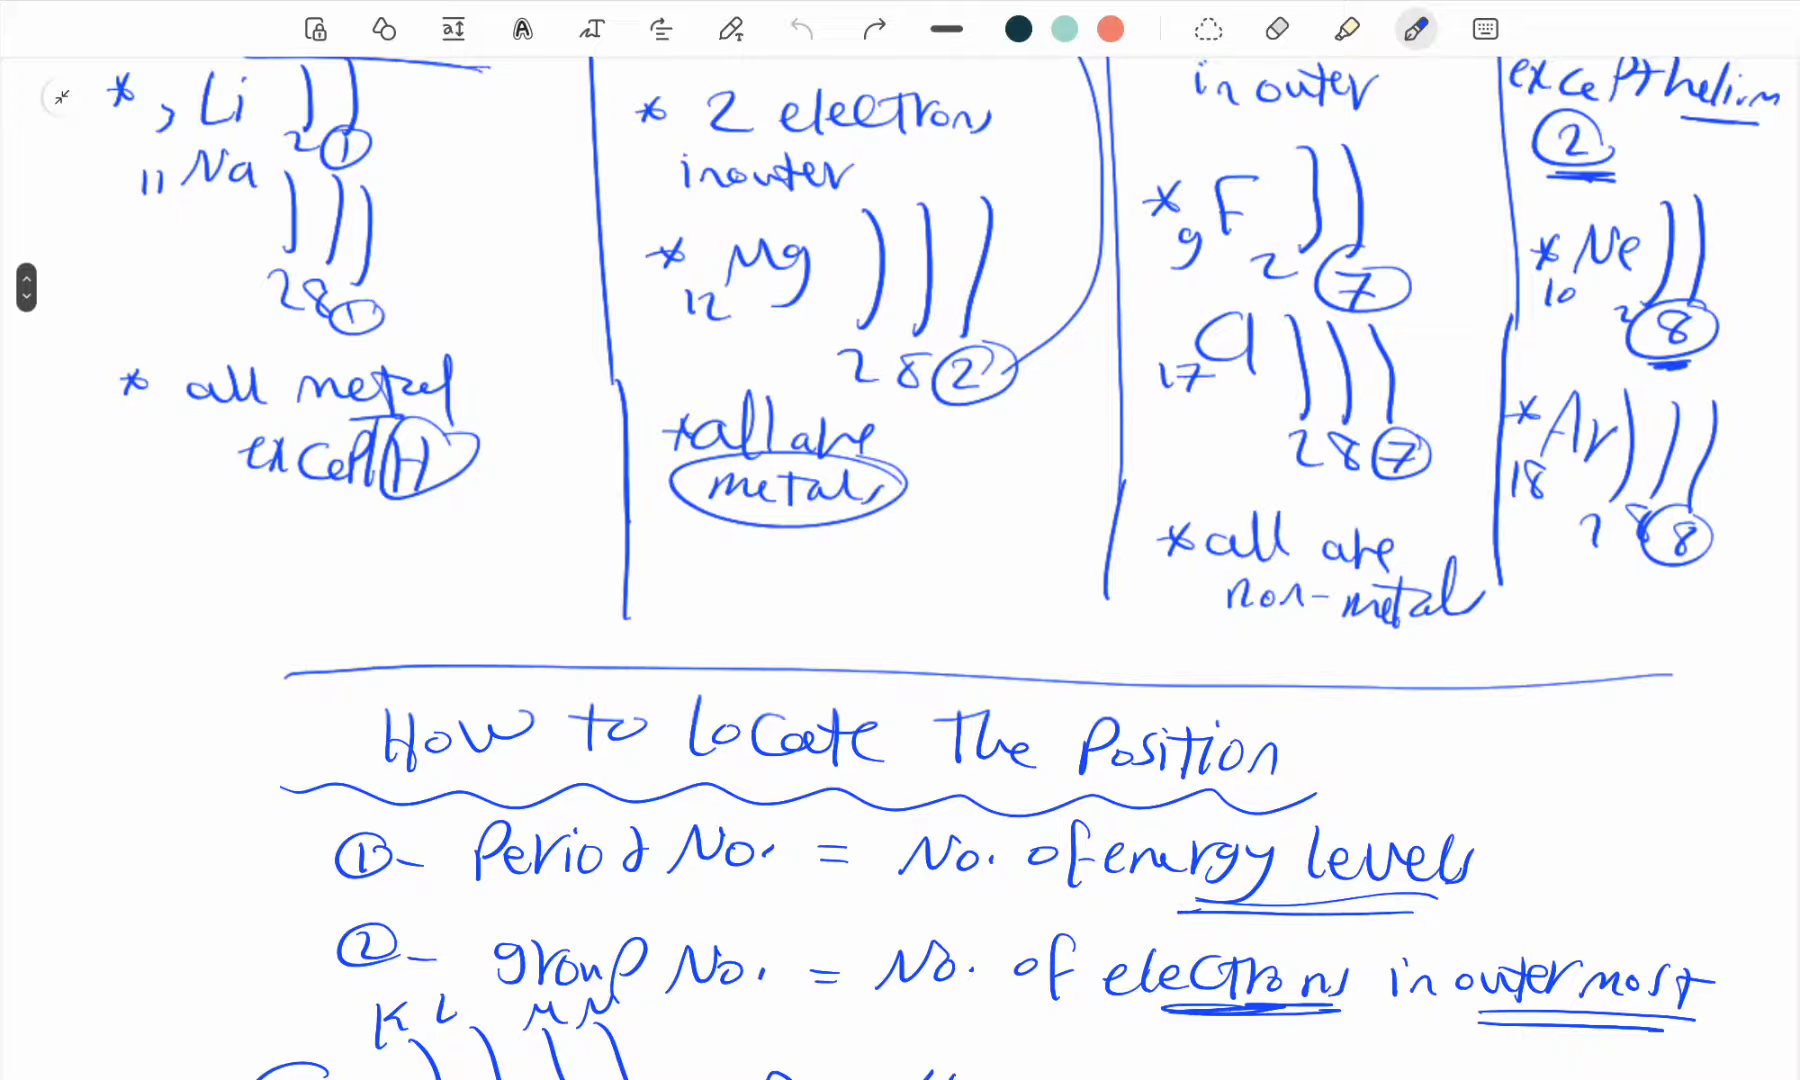 * 3 Li
2 1
11 Na
2 8 1
* all metal
except H
* 2 electrons
in outer
* Mg
12
2 8 2
* all are
metals
in outer
* F
9 2 7
Cl
17
2 8 7
* all are
non-metal
except helium
2
* Ne
10 2 8
* Ar
18
2 8 8
How to Locate The Position
1- Period No. = No. of energy levels
2- group No. = No. of electrons in outermost
K L M N